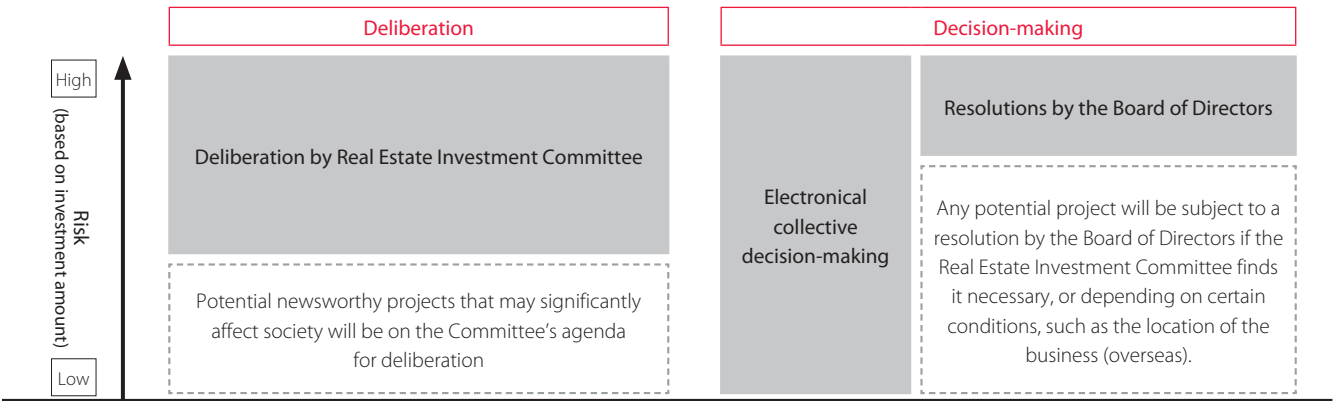 Deliberation
Decision-making
High
Risk
(based on investment amount)
Low
Deliberation by Real Estate Investment Committee
Potential newsworthy projects that may significantly
affect society will be on the Committee's agenda
for deliberation
Electronical
collective
decision-making
Resolutions by the Board of Directors
Any potential project will be subject to a
resolution by the Board of Directors if the
Real Estate Investment Committee finds
it necessary, or depending on certain
conditions, such as the location of the
business (overseas).